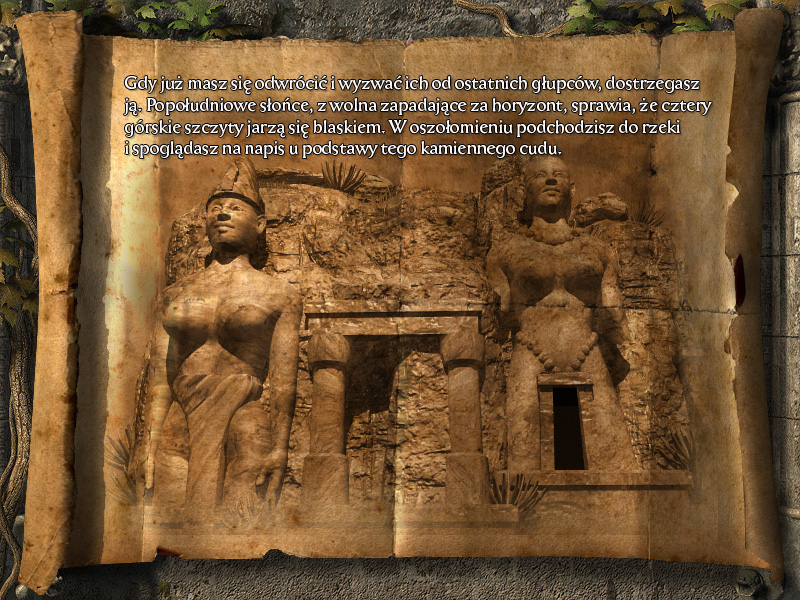 Gdy już masz się odwrócić i wyzwać ich od ostatnich głupców, dostrzegasz
ją. Popołudniowe słońce, z wolna zapadające za horyzont, sprawia, że cztery
górskie szczyty jarzą się blaskiem. W oszołomieniu podchodzisz do rzeki
i spoglądasz na napis u podstawy tego kamiennego cudu.